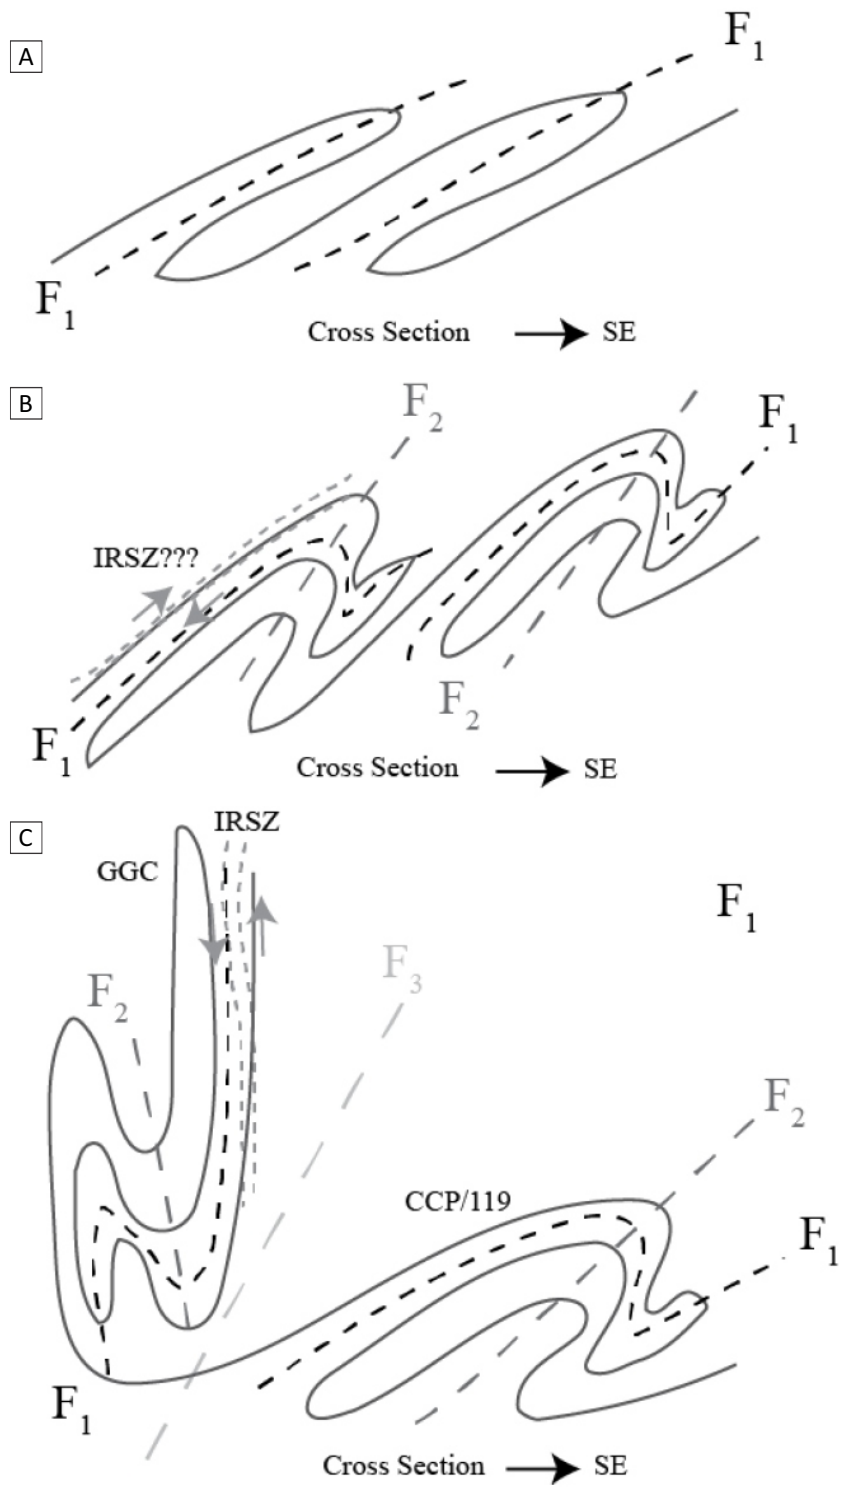 A
F1
F1
Cross Section → SE
B
F2
F1
IRSZ???
F2
F1
Cross Section → SE
C
IRSZ
GGC
F1
F3
F2
F2
CCP/119
F1
F1
Cross Section → SE